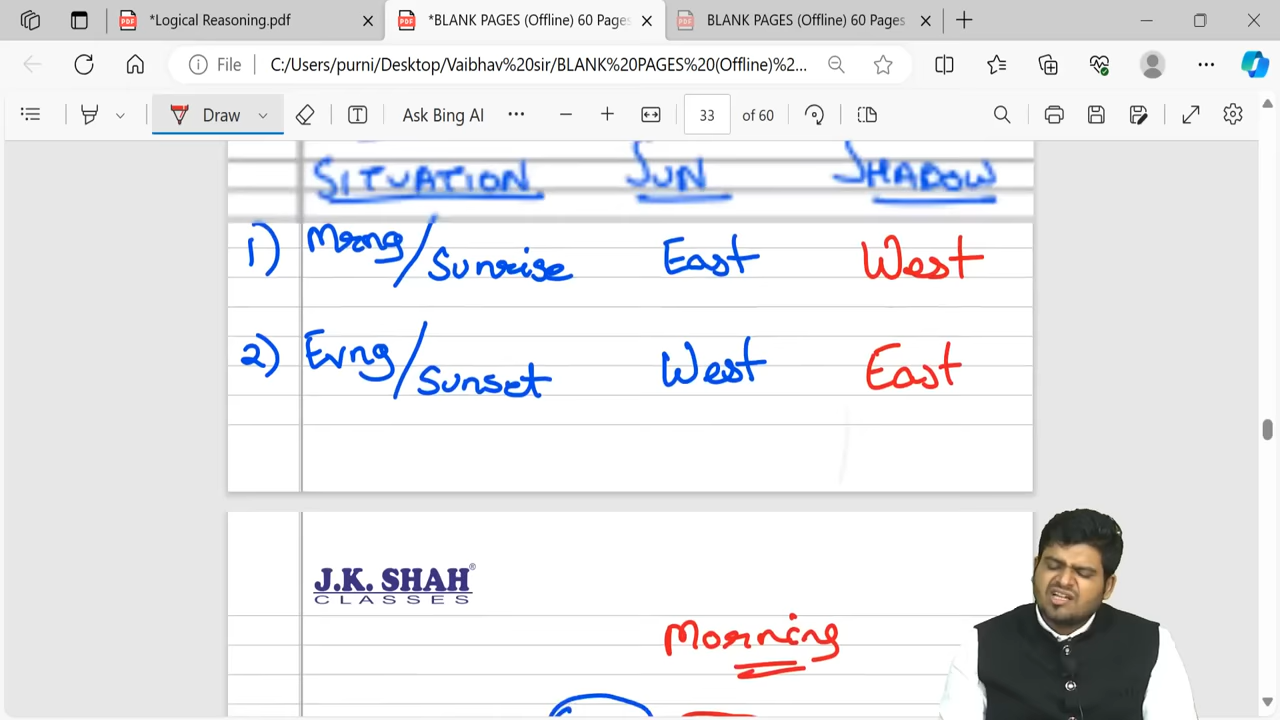 *Logical Reasoning.pdf
*BLANK PAGES (Offline) 60 Pages
BLANK PAGES (Offline) 60 Pages
File C:/Users/purni/Desktop/Vaibhav%20sir/BLANK%20PAGES%20(Offline)%2...
Draw Ask Bing AI 33 of 60
SITUATION SUN SHADOW
1) Mrng/Sunrise East West
2) Evng/Sunset West East
J.K. SHAH®
CLASSES
Morning